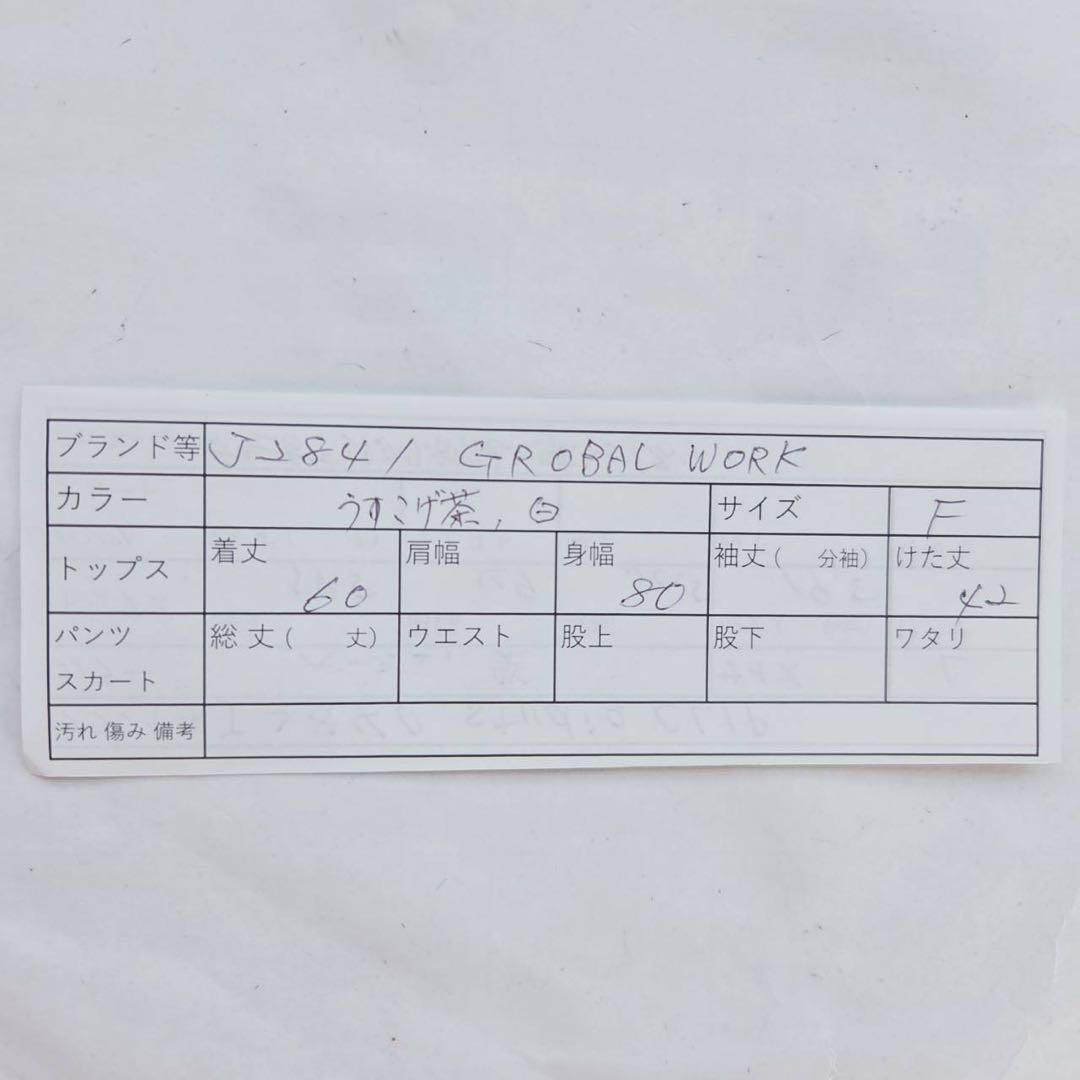 ブランド等 J2841 GROBAL WORK
カラー うすこげ茶, 白 サイズ F
トップス 着丈 60 肩幅 身幅 80 袖丈( 分袖) けた丈 42
パンツ スカート 総丈( 丈) ウエスト 股上 股下 ワタリ
汚れ 傷み 備考